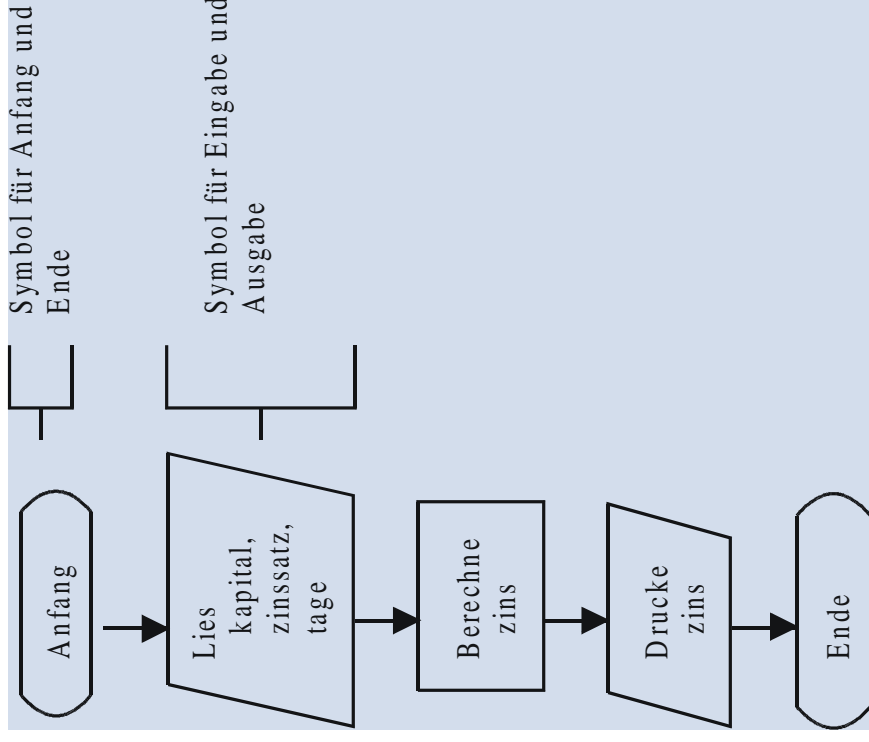 Anfang
Symbol für Anfang und
Ende
Lies
kapital,
zinssatz,
tage
Symbol für Eingabe und
Ausgabe
Berechne
zins
Drucke
zins
Ende